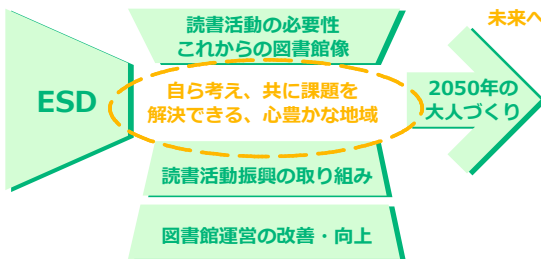 未来へ
読書活動の必要性
これからの図書館像
ESD
自ら考え、共に課題を
解決できる、心豊かな地域
2050年の
大人づくり
読書活動振興の取り組み
図書館運営の改善・向上